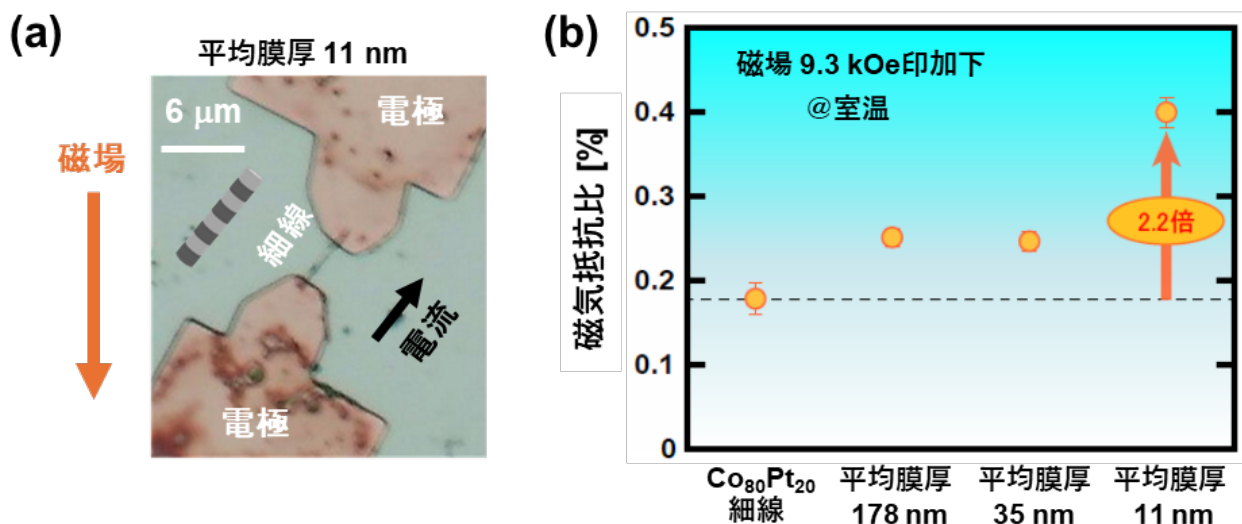 (a)
平均膜厚 11 nm
6 μm
電極
磁場
細線
電流
電極
(b)
磁気抵抗比 [%]
0.5
0.4
0.3
0.2
0.1
0
磁場 9.3 kOe印加下
@室温
2.2倍
Co₈₀Pt₂₀
細線
平均膜厚
178 nm
平均膜厚
35 nm
平均膜厚
11 nm